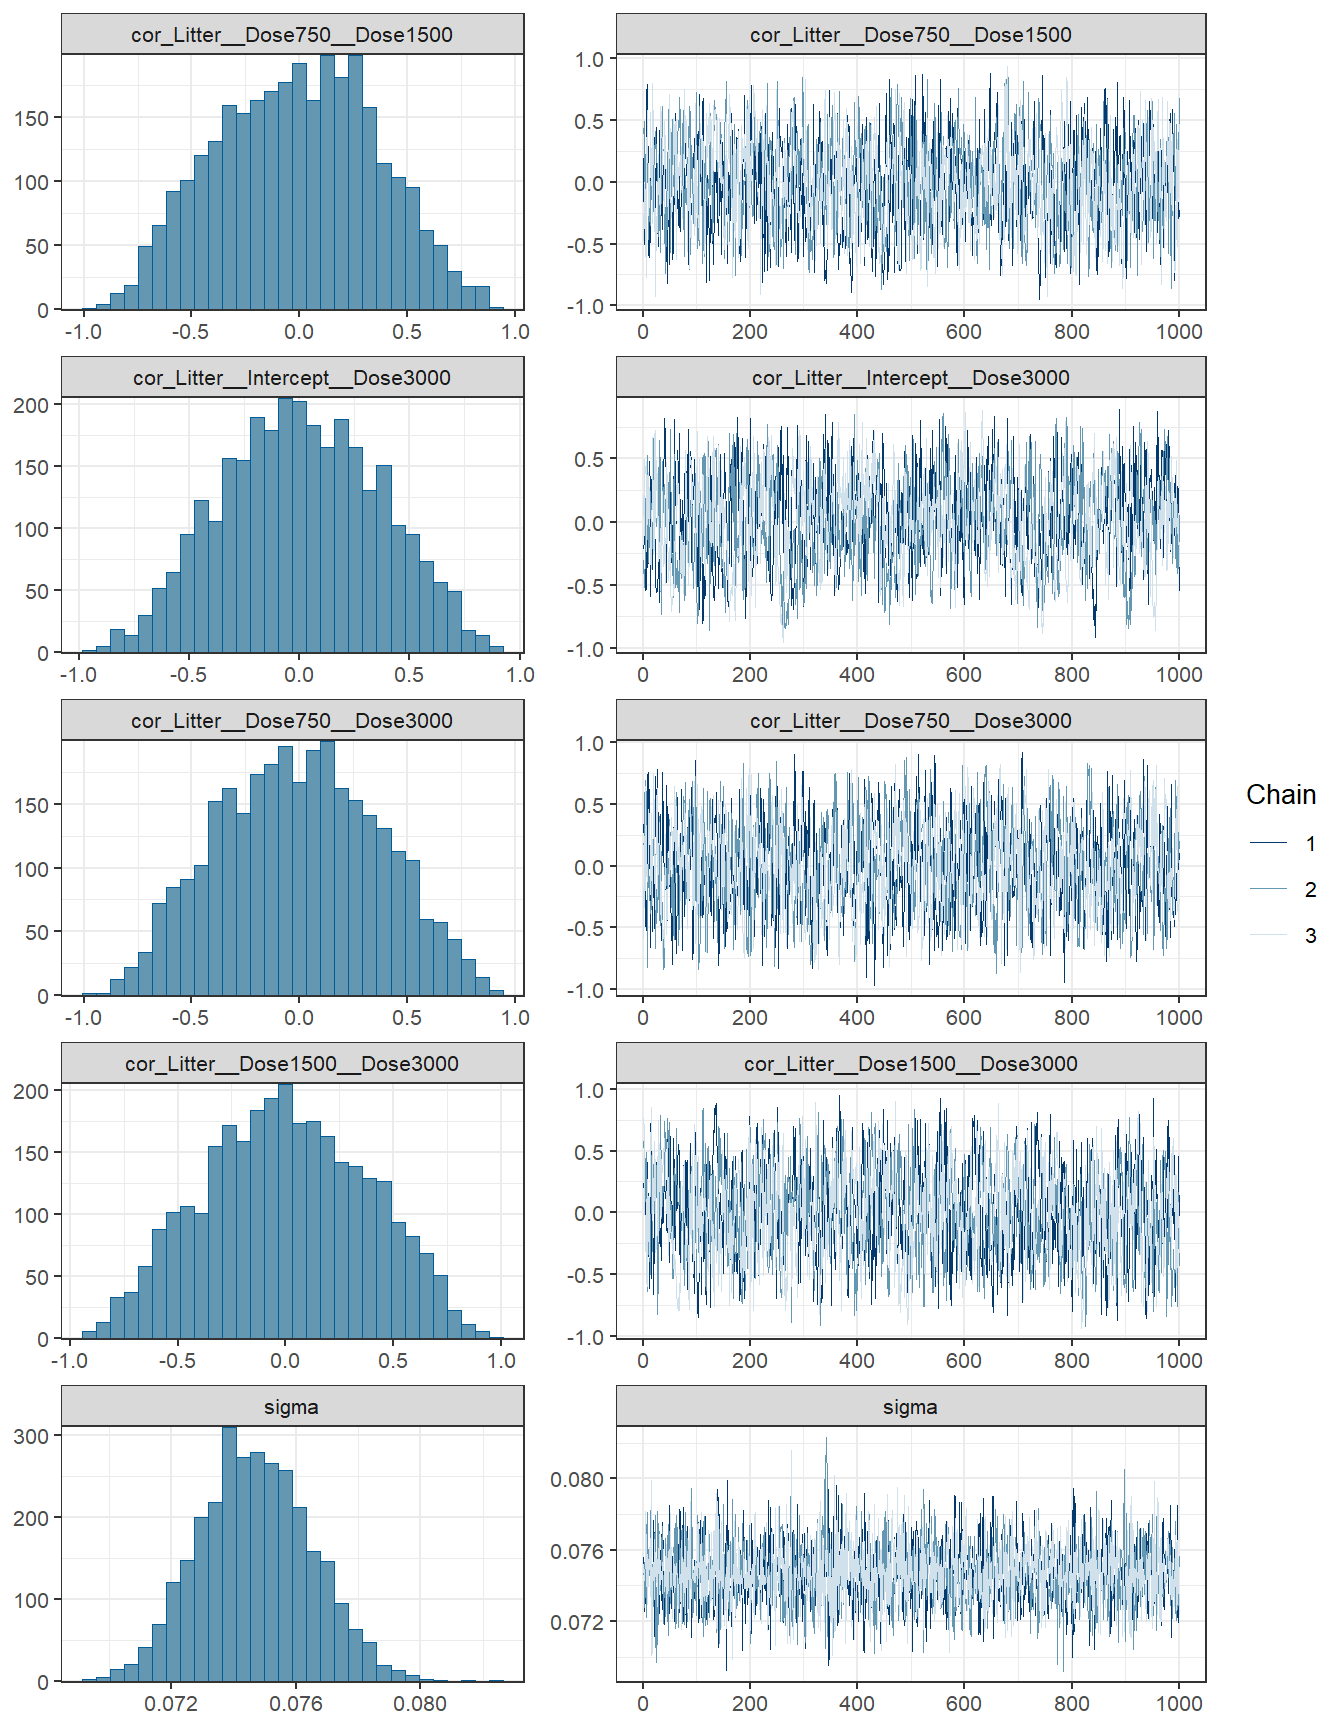 cor_Litter__Dose750__Dose1500
cor_Litter__Dose750__Dose1500
150
100
50
0
-1.0 -0.5 0.0 0.5 1.0
1.0
0.5
0.0
-0.5
-1.0
0 200 400 600 800 1000
cor_Litter__Intercept__Dose3000
cor_Litter__Intercept__Dose3000
200
150
100
50
0
-1.0 -0.5 0.0 0.5 1.0
0.5
0.0
-0.5
-1.0
0 200 400 600 800 1000
cor_Litter__Dose750__Dose3000
cor_Litter__Dose750__Dose3000
150
100
50
0
-1.0 -0.5 0.0 0.5 1.0
1.0
0.5
0.0
-0.5
-1.0
0 200 400 600 800 1000
cor_Litter__Dose1500__Dose3000
cor_Litter__Dose1500__Dose3000
200
150
100
50
0
-1.0 -0.5 0.0 0.5 1.0
1.0
0.5
0.0
-0.5
-1.0
0 200 400 600 800 1000
sigma
sigma
300
200
100
0
0.072 0.076 0.080
0.080
0.076
0.072
0 200 400 600 800 1000
Chain
1
2
3